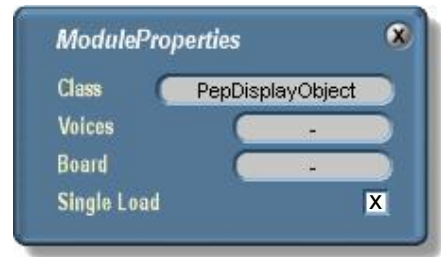 ModuleProperties X
Class PepDisplayObject
Voices -
Board -
Single Load X